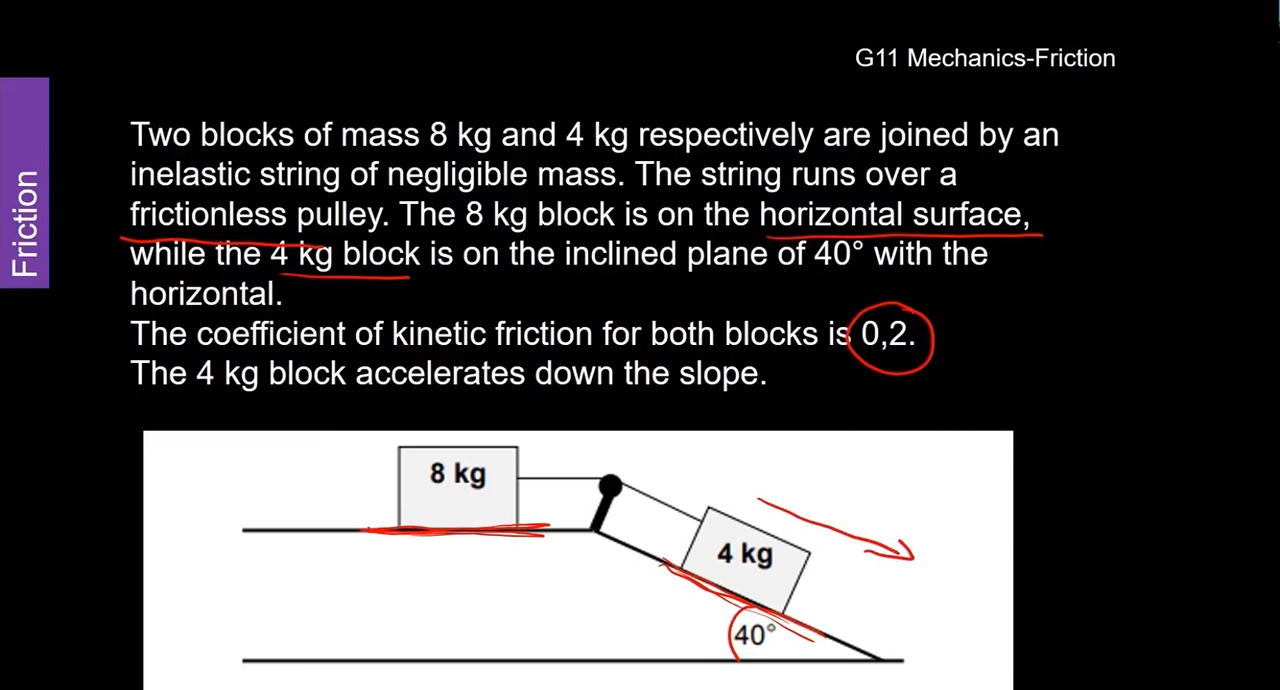 G11 Mechanics-Friction
Friction
Two blocks of mass 8 kg and 4 kg respectively are joined by an
inelastic string of negligible mass. The string runs over a
frictionless pulley. The 8 kg block is on the horizontal surface,
while the 4 kg block is on the inclined plane of 40° with the
horizontal.
The coefficient of kinetic friction for both blocks is 0,2.
The 4 kg block accelerates down the slope.
8 kg
4 kg
40°